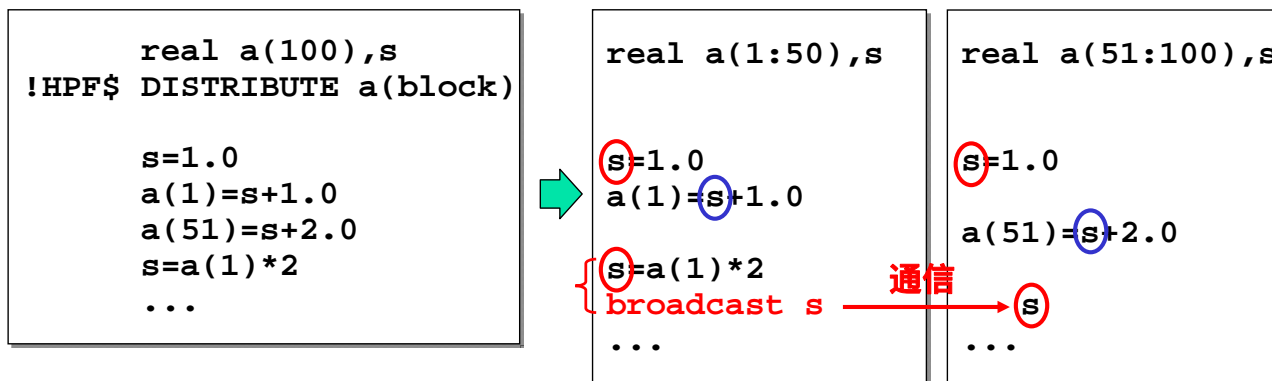 real a(100),s
!HPF$ DISTRIBUTE a(block)
s=1.0
a(1)=s+1.0
a(51)=s+2.0
s=a(1)*2
...
real a(1:50),s
s=1.0
a(1)=s+1.0
s=a(1)*2
broadcast s
...
通信
real a(51:100),s
s=1.0
a(51)=s+2.0
s
...